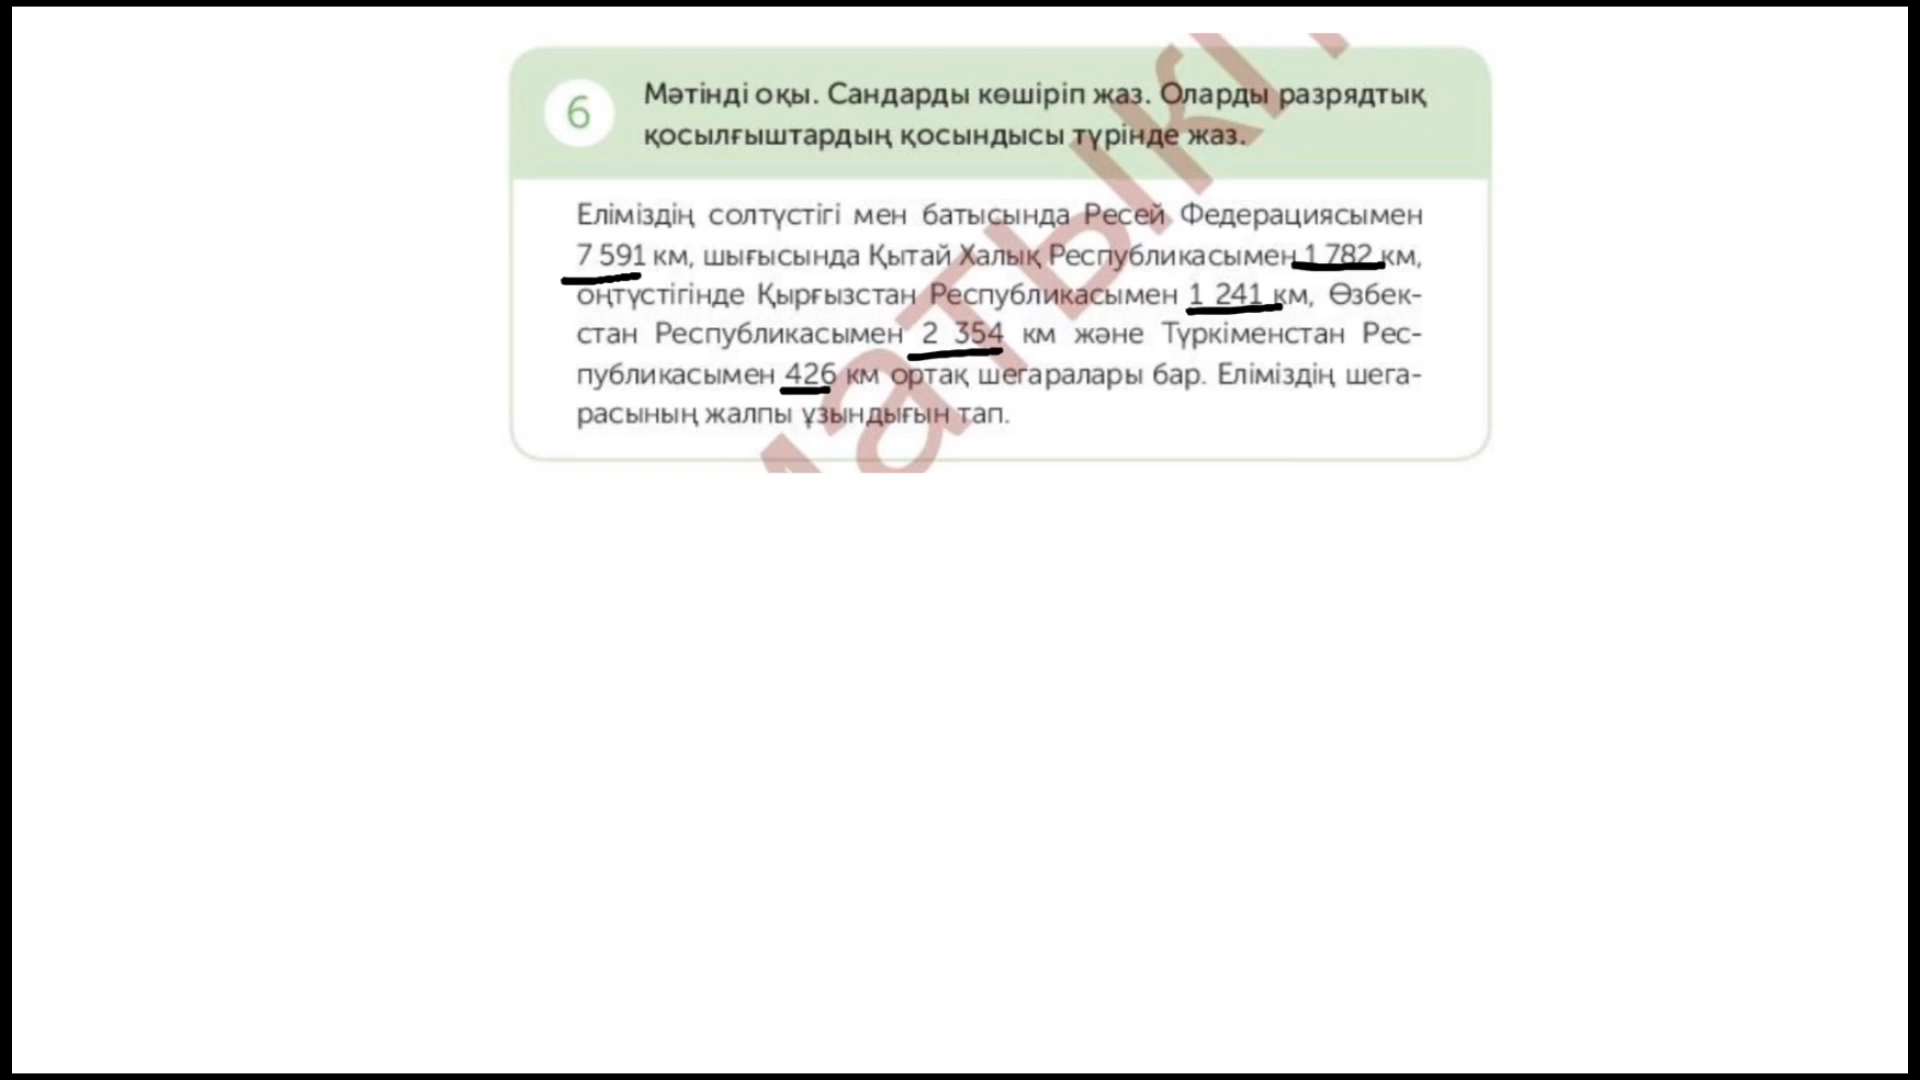 6
Мәтінді оқы. Сандарды көшіріп жаз. Оларды разрядтық
қосылғыштардың қосындысы түрінде жаз.
Еліміздің солтүстігі мен батысында Ресей Федерациясымен
7 591 км, шығысында Қытай Халық Республикасымен 1 782 км,
оңтүстігінде Қырғызстан Республикасымен 1 241 км, Өзбек-
стан Республикасымен 2 354 км және Түркіменстан Рес-
публикасымен 426 км ортақ шегаралары бар. Еліміздің шега-
расының жалпы ұзындығын тап.